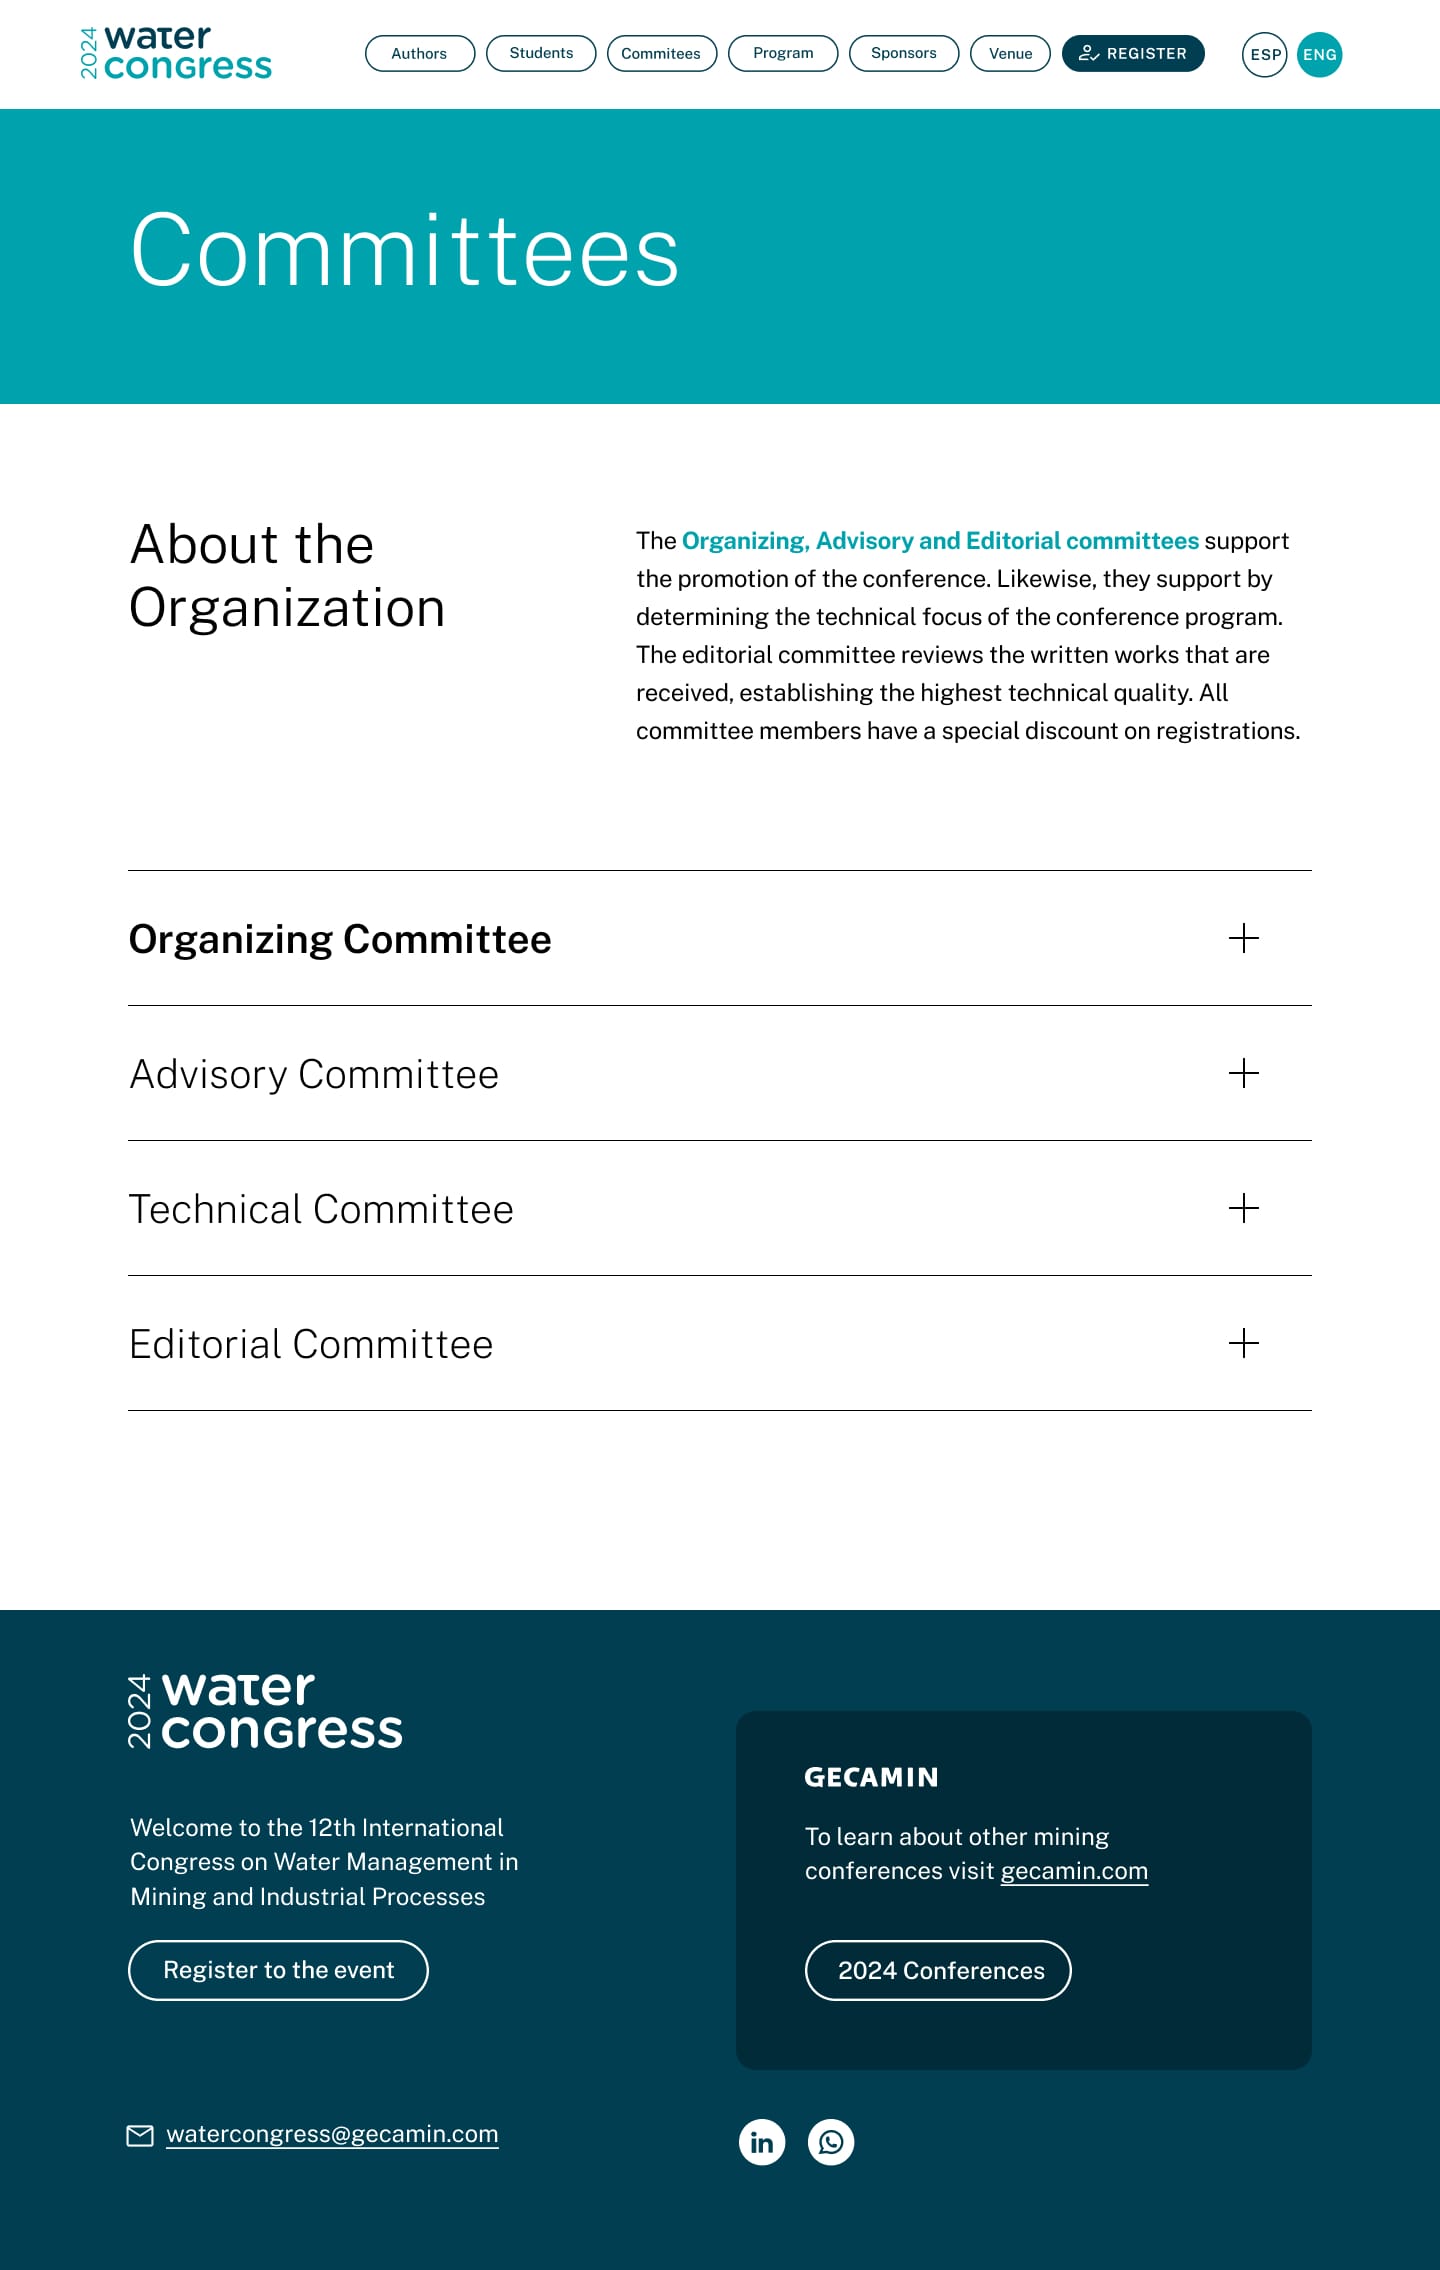 2024
water
congress
Authors
Students
Commitees
Program
Sponsors
Venue
REGISTER
ESP
ENG
Committees
About the
Organization
The Organizing, Advisory and Editorial committees support
the promotion of the conference. Likewise, they support by
determining the technical focus of the conference program.
The editorial committee reviews the written works that are
received, establishing the highest technical quality. All
committee members have a special discount on registrations.
Organizing Committee
Advisory Committee
Technical Committee
Editorial Committee
2024
water
congress
Welcome to the 12th International
Congress on Water Management in
Mining and Industrial Processes
Register to the event
watercongress@gecamin.com
GECAMIN
To learn about other mining
conferences visit gecamin.com
2024 Conferences
in